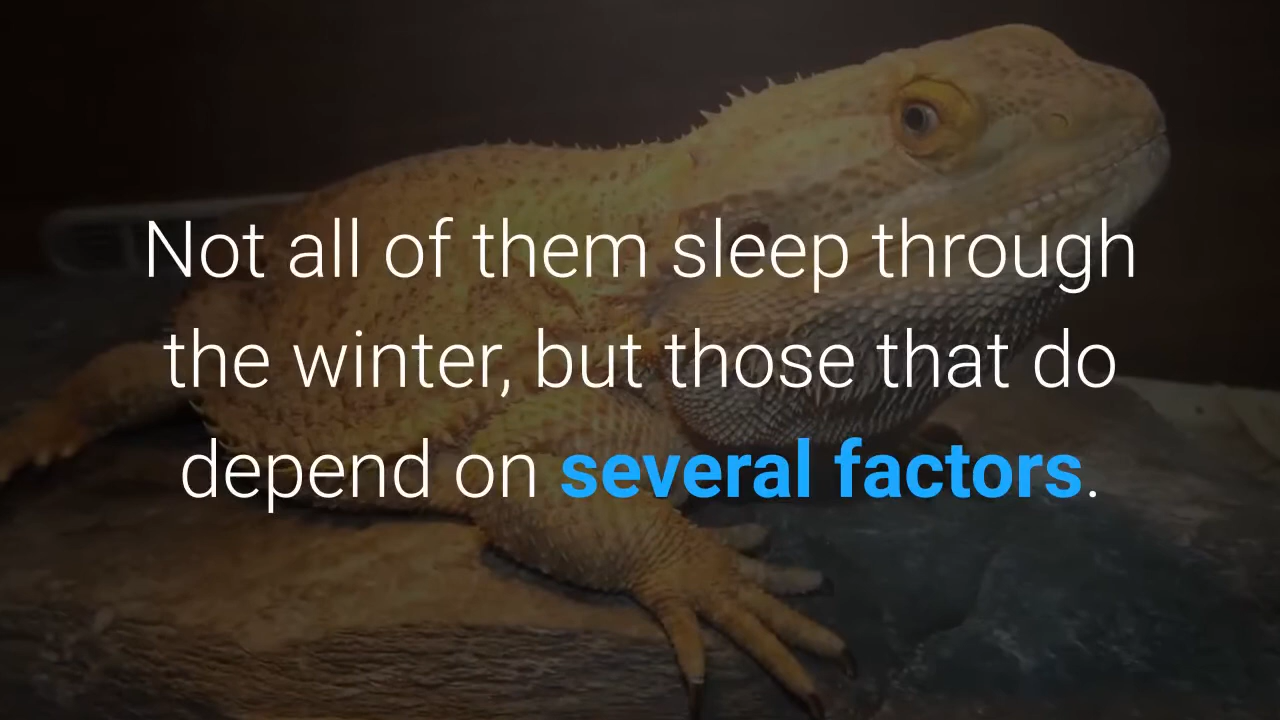 Not all of them sleep through
the winter, but those that do
depend on several factors.